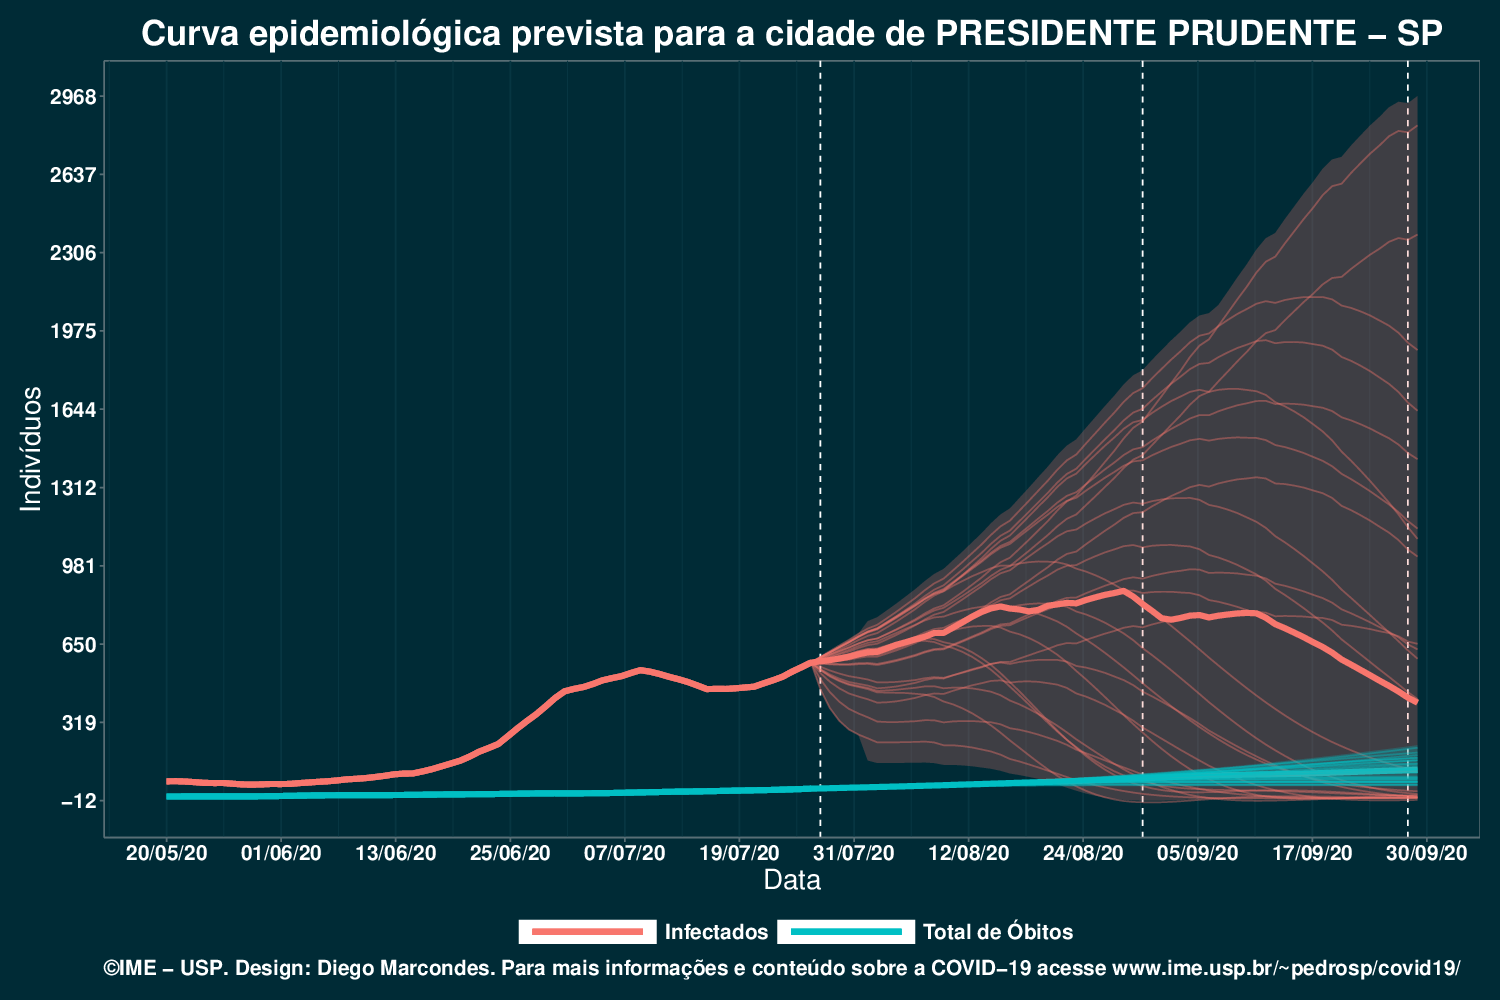 Curva epidemiológica prevista para a cidade de PRESIDENTE PRUDENTE – SP
2968
2637
2306
1975
1644
1312
981
650
319
−12
Indivíduos
20/05/20 01/06/20 13/06/20 25/06/20 07/07/20 19/07/20 31/07/20 12/08/20 24/08/20 05/09/20 17/09/20 30/09/20
Data
Infectados Total de Óbitos
©IME – USP. Design: Diego Marcondes. Para mais informações e conteúdo sobre a COVID−19 acesse www.ime.usp.br/~pedrosp/covid19/